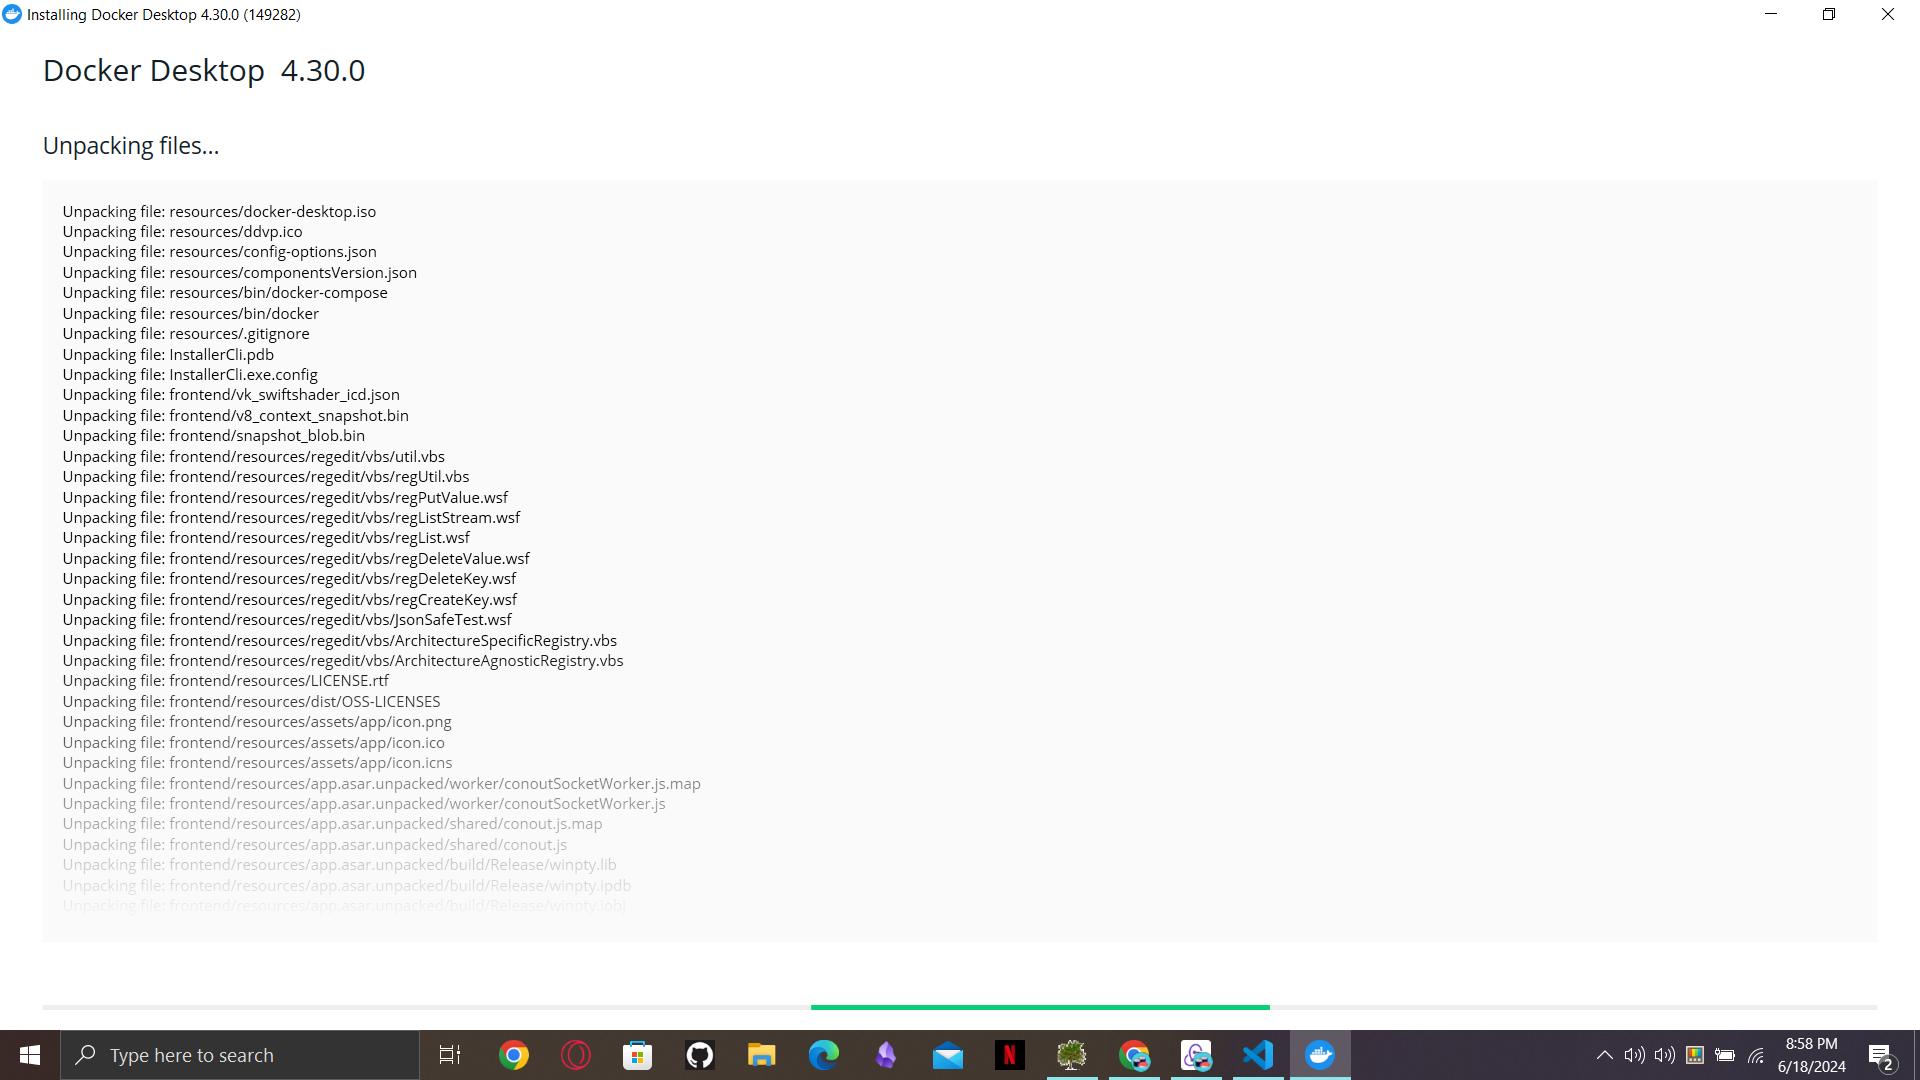 Installing Docker Desktop 4.30.0 (149282)
Docker Desktop 4.30.0
Unpacking files...
Unpacking file: resources/docker-desktop.iso
Unpacking file: resources/ddvp.ico
Unpacking file: resources/config-options.json
Unpacking file: resources/componentsVersion.json
Unpacking file: resources/bin/docker-compose
Unpacking file: resources/bin/docker
Unpacking file: resources/.gitignore
Unpacking file: InstallerCli.pdb
Unpacking file: InstallerCli.exe.config
Unpacking file: frontend/vk_swiftshader_icd.json
Unpacking file: frontend/v8_context_snapshot.bin
Unpacking file: frontend/snapshot_blob.bin
Unpacking file: frontend/resources/regedit/vbs/util.vbs
Unpacking file: frontend/resources/regedit/vbs/regUtil.vbs
Unpacking file: frontend/resources/regedit/vbs/regPutValue.wsf
Unpacking file: frontend/resources/regedit/vbs/regListStream.wsf
Unpacking file: frontend/resources/regedit/vbs/regList.wsf
Unpacking file: frontend/resources/regedit/vbs/regDeleteValue.wsf
Unpacking file: frontend/resources/regedit/vbs/regDeleteKey.wsf
Unpacking file: frontend/resources/regedit/vbs/regCreateKey.wsf
Unpacking file: frontend/resources/regedit/vbs/JsonSafeTest.wsf
Unpacking file: frontend/resources/regedit/vbs/ArchitectureSpecificRegistry.vbs
Unpacking file: frontend/resources/regedit/vbs/ArchitectureAgnosticRegistry.vbs
Unpacking file: frontend/resources/LICENSE.rtf
Unpacking file: frontend/resources/dist/OSS-LICENSES
Unpacking file: frontend/resources/assets/app/icon.png
Unpacking file: frontend/resources/assets/app/icon.ico
Unpacking file: frontend/resources/assets/app/icon.icns
Unpacking file: frontend/resources/app.asar.unpacked/worker/conoutSocketWorker.js.map
Unpacking file: frontend/resources/app.asar.unpacked/worker/conoutSocketWorker.js
Unpacking file: frontend/resources/app.asar.unpacked/shared/conout.js.map
Unpacking file: frontend/resources/app.asar.unpacked/shared/conout.js
Unpacking file: frontend/resources/app.asar.unpacked/build/Release/winpty.lib
Unpacking file: frontend/resources/app.asar.unpacked/build/Release/winpty.ipdb
Unpacking file: frontend/resources/app.asar.unpacked/build/Release/winpty.iobj
Type here to search
N
8:58 PM
6/18/2024
2